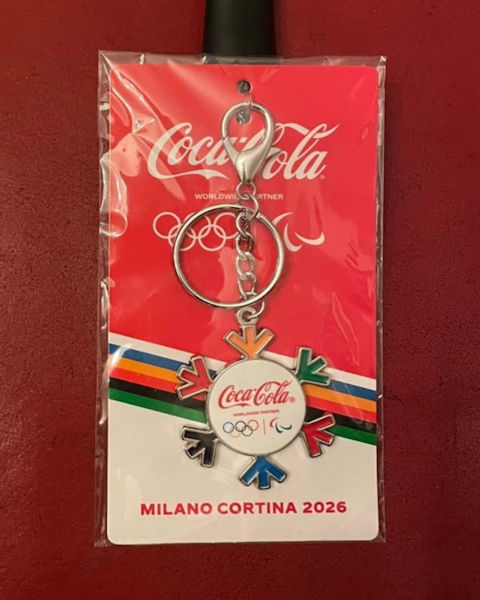 Coca-Cola
WORLDWIDE PARTNER
Coca-Cola®
WORLDWIDE PARTNER
MILANO CORTINA 2026